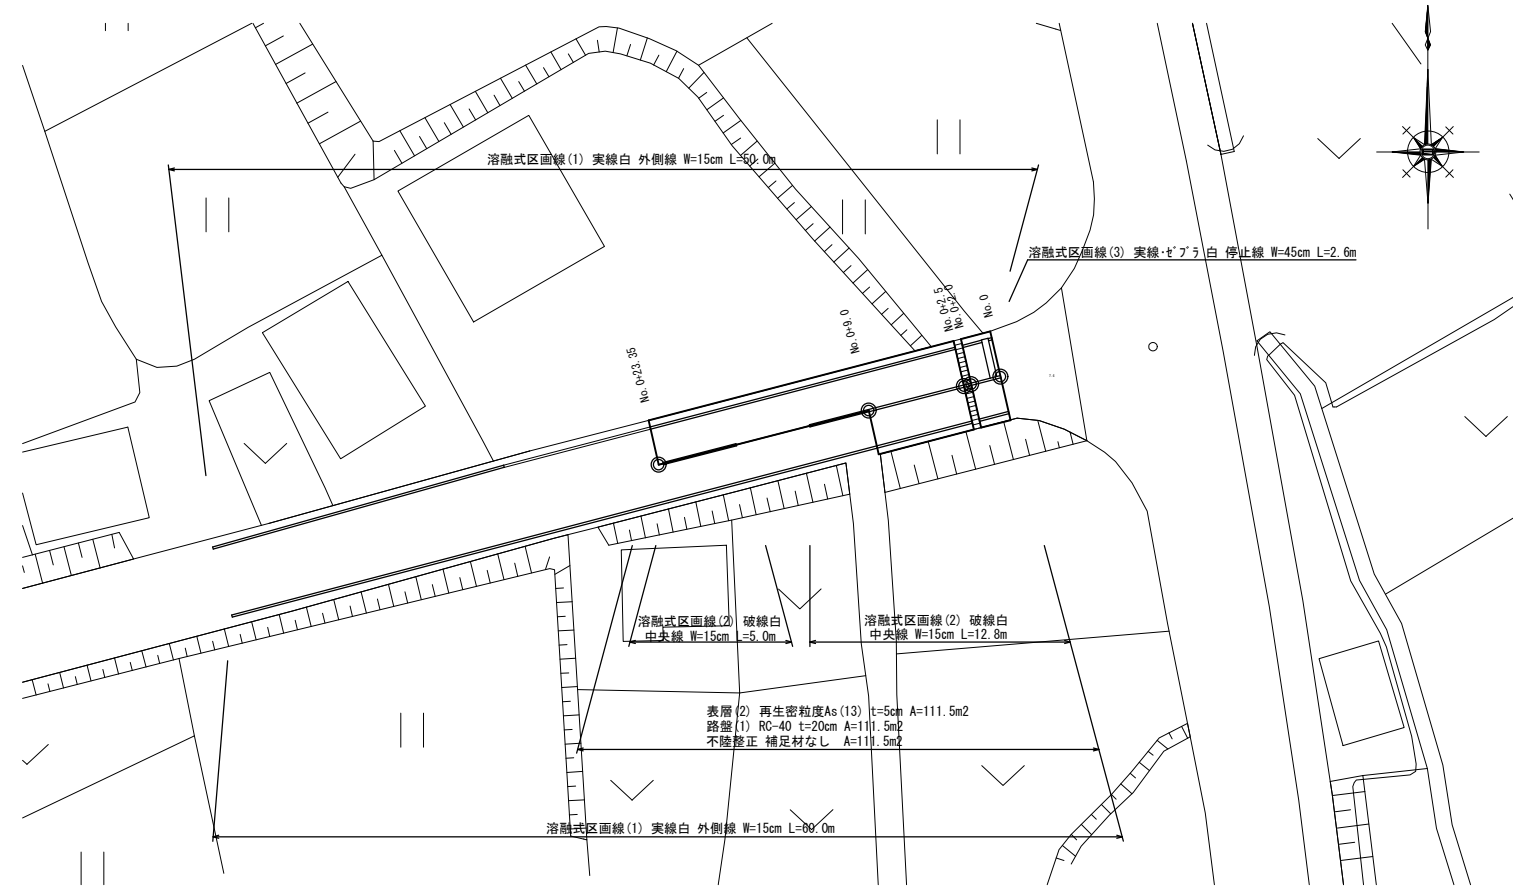 溶融式区画線(1) 実線白 外側線 W=15cm L=50.0m
溶融式区画線(3) 実線･ゼブラ 白 停止線 W=45cm L=2.6m
No.0+23.35
No.0+9.0
No.0+2.5
No.0+2.0
No.0
溶融式区画線(2) 破線白
中央線 W=15cm L=5.0m
溶融式区画線(2) 破線白
中央線 W=15cm L=12.8m
表層(2) 再生密粒度As(13) t=5cm A=111.5m2
路盤(1) RC-40 t=20cm A=111.5m2
不陸整正 補足材なし A=111.5m2
溶融式区画線(1) 実線白 外側線 W=15cm L=60.0m